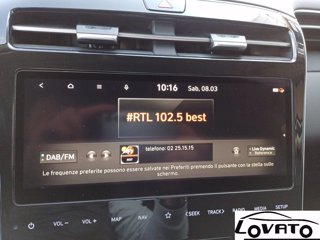 10:16 Sab, 08.03
#RTL 102.5 best
telefono: 02 25.15.15
DAB/FM
Live Dynamic
Le frequenze preferite possono essere salvate ne: Preferiti premendo il pulsante con la stella sullo
schermo.
VOL − VOL + MAP NAV SEEK TRACK RADIO MEDIA SETUP
LOVATO